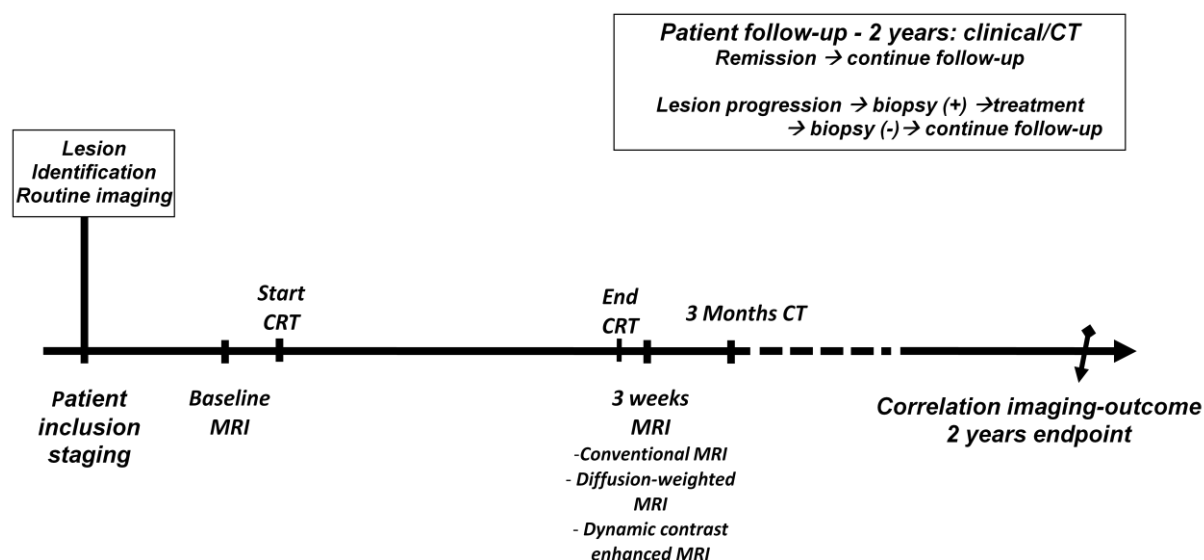 Patient follow-up - 2 years: clinical/CT
Remission → continue follow-up
Lesion progression → biopsy (+) →treatment
→ biopsy (-)→ continue follow-up
Lesion
Identification
Routine imaging
Start
CRT
End
CRT
3 Months CT
Patient
inclusion
staging
Baseline
MRI
3 weeks
MRI
-Conventional MRI
- Diffusion-weighted
MRI
- Dynamic contrast
enhanced MRI
Correlation imaging-outcome
2 years endpoint